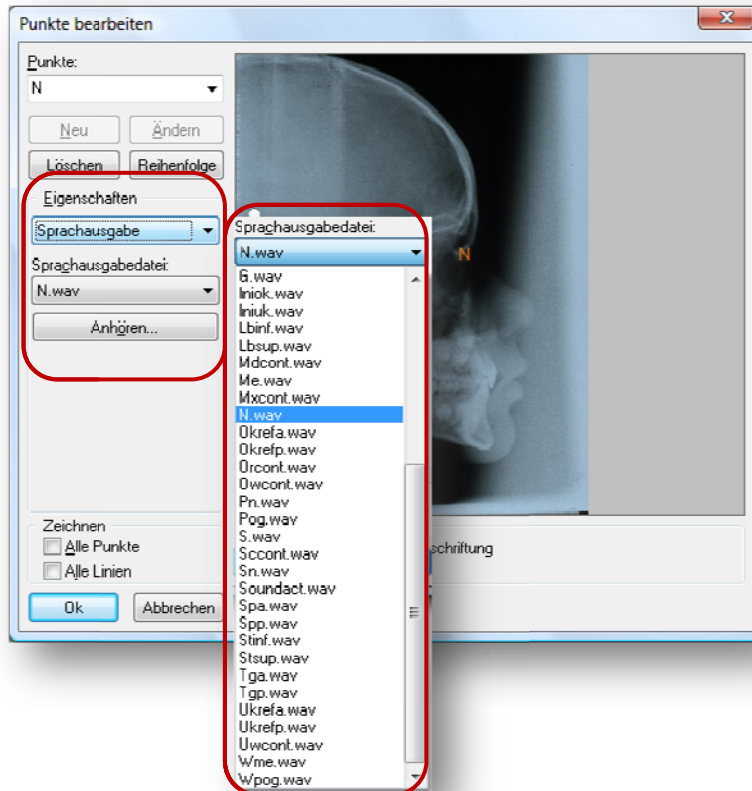 Punkte bearbeiten
Punkte:
N
Neu
Ändern
Löschen
Reihenfolge
Eigenschaften
Sprachausgabe
Sprachausgabedatei:
N.wav
Anhören...
Zeichnen
Alle Punkte
Alle Linien
Ok
Abbrechen
Sprachausgabedatei:
N.wav
G.wav
Iniok.wav
Iniuk.wav
Lbinf.wav
Lbsup.wav
Mdcont.wav
Me.wav
Mxcont.wav
N.wav
Okrefa.wav
Okrefp.wav
Orcont.wav
Owcont.wav
Pn.wav
Pog.wav
S.wav
Sccont.wav
Sn.wav
Soundact.wav
Spa.wav
Spp.wav
Stinf.wav
Stsup.wav
Tga.wav
Tgp.wav
Ukrefa.wav
Ukrefp.wav
Uwcont.wav
Wme.wav
Wpog.wav
N
schriftung